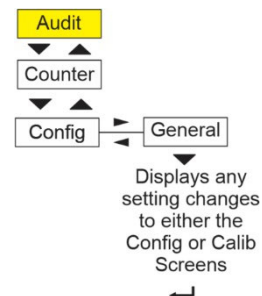 Audit
Counter
Config
General
Displays any
setting changes
to either the
Config or Calib
Screens